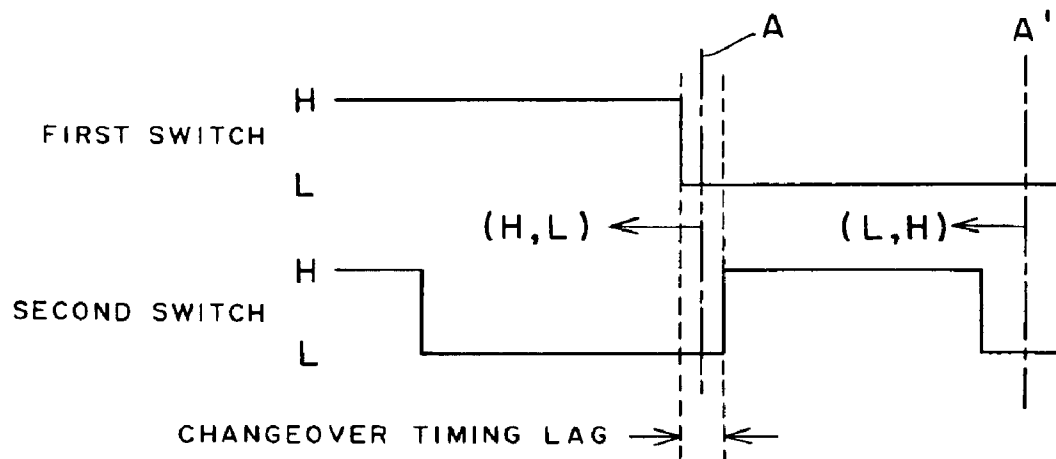 A A'
H
FIRST SWITCH
L
(H,L) (L,H)
H
SECOND SWITCH
L
CHANGEOVER TIMING LAG